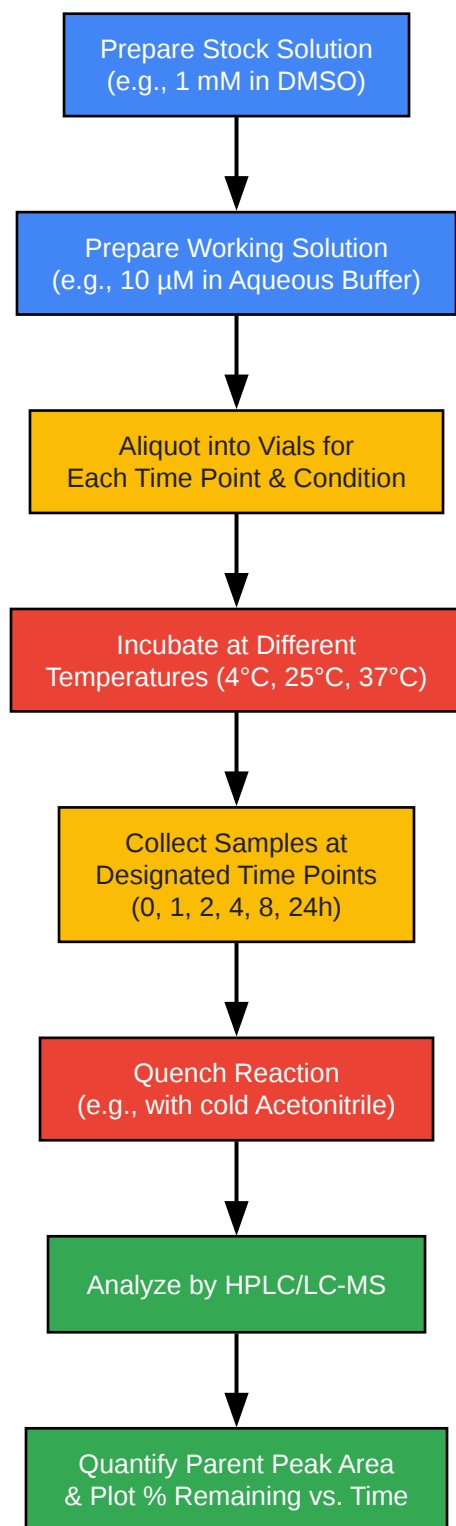 Prepare Stock Solution
(e.g., 1 mM in DMSO)
Prepare Working Solution
(e.g., 10 µM in Aqueous Buffer)
Aliquot into Vials for
Each Time Point & Condition
Incubate at Different
Temperatures (4°C, 25°C, 37°C)
Collect Samples at
Designated Time Points
(0, 1, 2, 4, 8, 24h)
Quench Reaction
(e.g., with cold Acetonitrile)
Analyze by HPLC/LC-MS
Quantify Parent Peak Area
& Plot % Remaining vs. Time